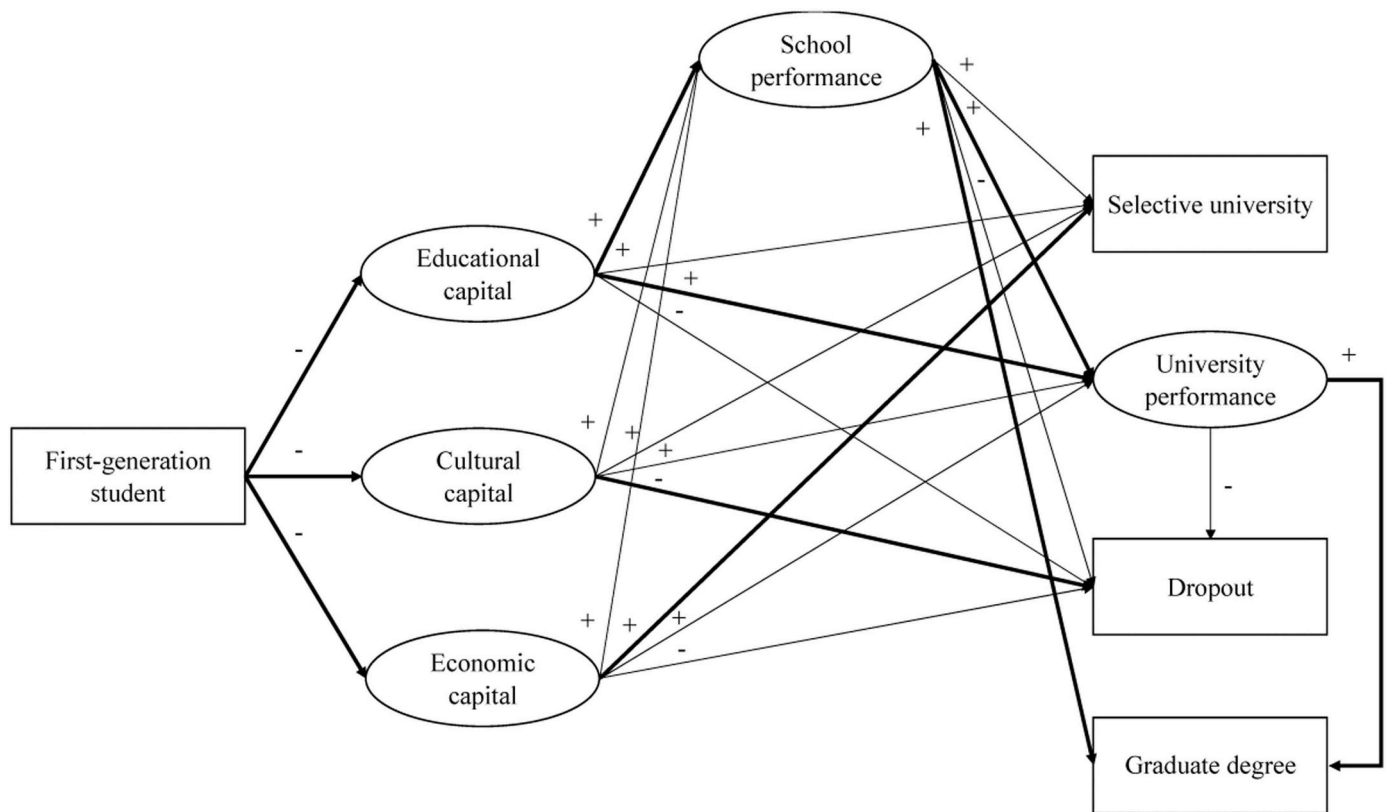 School
performance
+
+
+
-
Selective university
+
+
Educational
capital
+
-
University
performance
+
-
-
-
First-generation
student
Cultural
capital
+
+
+
-
-
Dropout
Economic
capital
+
+
+
-
Graduate degree